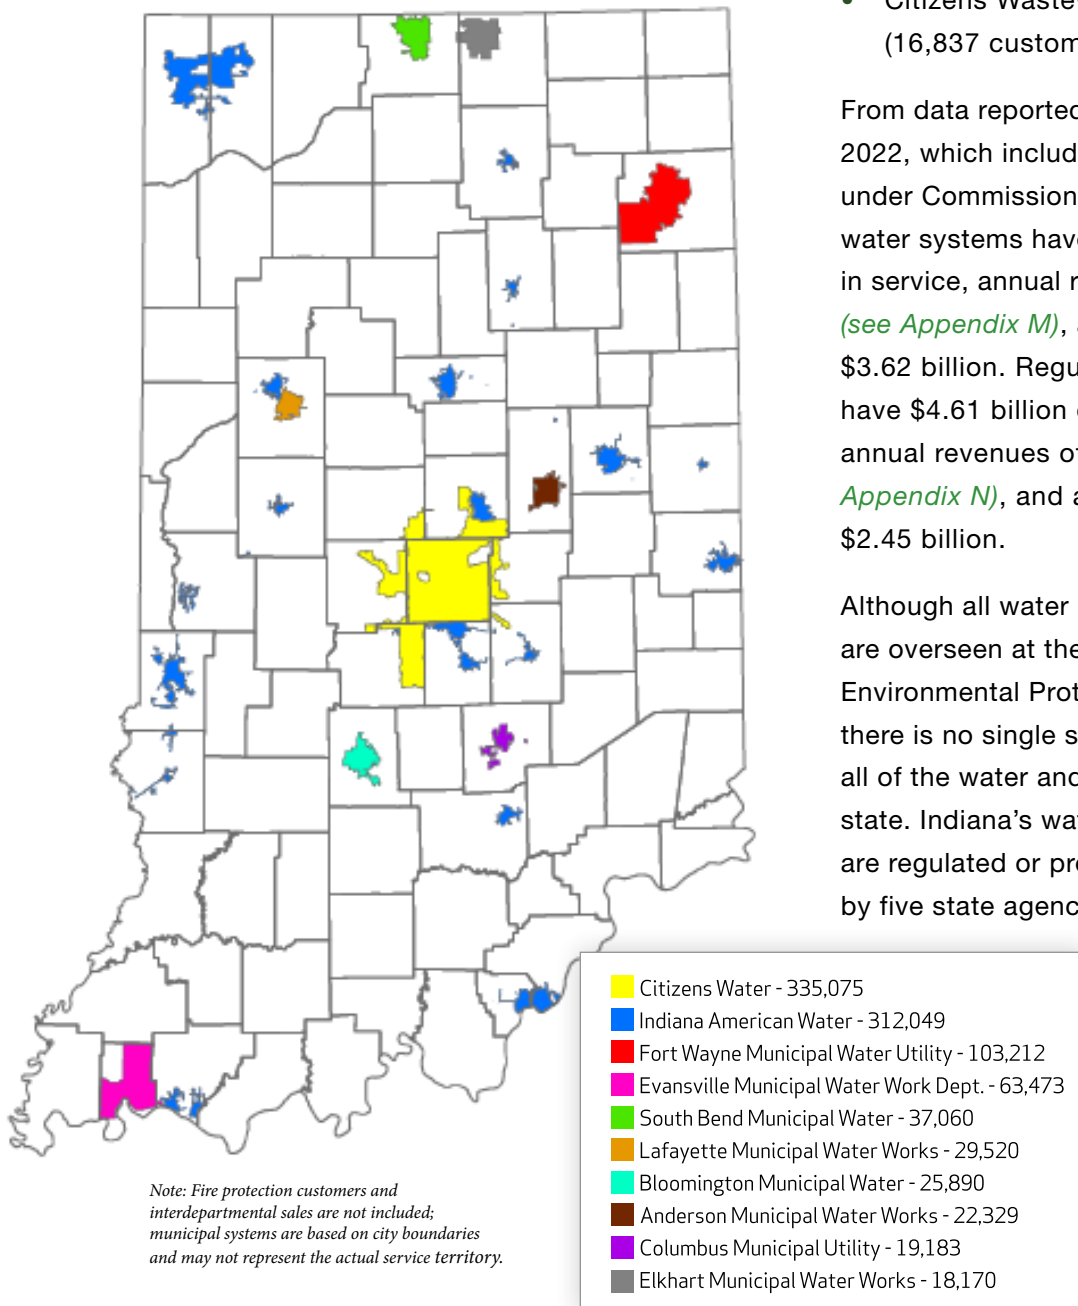 • Citizens Waste
(16,837 custom
From data reported
2022, which includ
under Commission
water systems have
in service, annual r
(see Appendix M),
$3.62 billion. Regu
have $4.61 billion
annual revenues of
Appendix N), and a
$2.45 billion.
Although all water
are overseen at the
Environmental Prot
there is no single s
all of the water and
state. Indiana’s wa
are regulated or pr
by five state agenc
Citizens Water - 335,075
Indiana American Water - 312,049
Fort Wayne Municipal Water Utility - 103,212
Evansville Municipal Water Work Dept. - 63,473
South Bend Municipal Water - 37,060
Lafayette Municipal Water Works - 29,520
Bloomington Municipal Water - 25,890
Anderson Municipal Water Works - 22,329
Columbus Municipal Utility - 19,183
Elkhart Municipal Water Works - 18,170
Note: Fire protection customers and
interdepartmental sales are not included;
municipal systems are based on city boundaries
and may not represent the actual service territory.